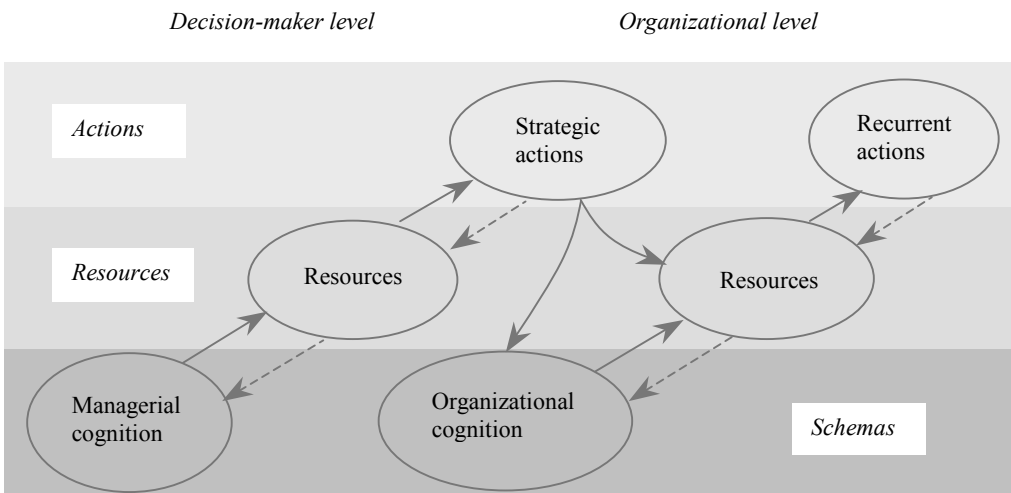 Decision-maker level
Organizational level
Actions
Strategic
actions
Recurrent
actions
Resources
Resources
Resources
Managerial
cognition
Organizational
cognition
Schemas